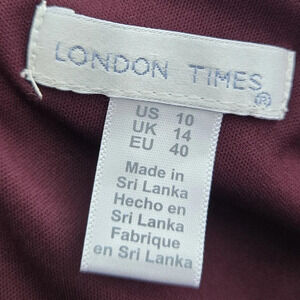 LONDON TIMES®
US 10
UK 14
EU 40
Made in
Sri Lanka
Hecho en
Sri Lanka
Fabrique
en Sri Lanka